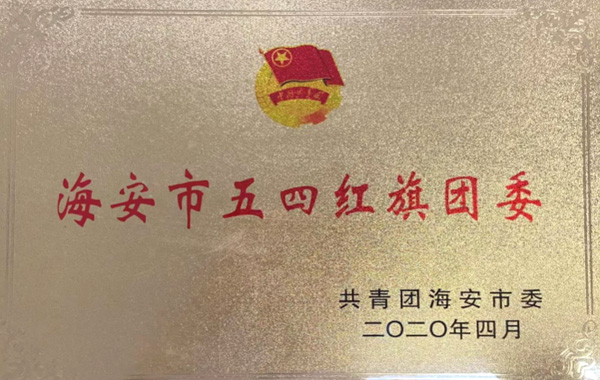 海安市五四红旗团委
共青团海安市委
二〇二〇年四月